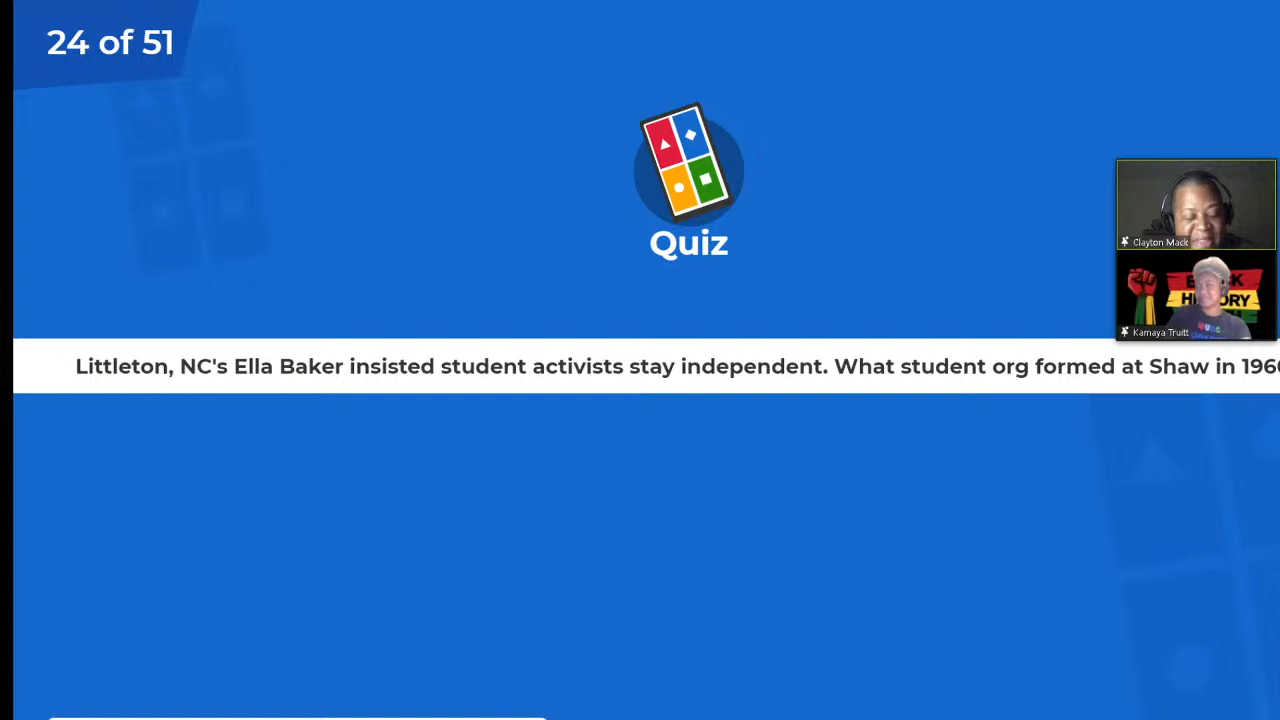 24 of 51
Quiz
Clayton Mack
Kamaya Truitt
Littleton, NC's Ella Baker insisted student activists stay independent. What student org formed at Shaw in 1960